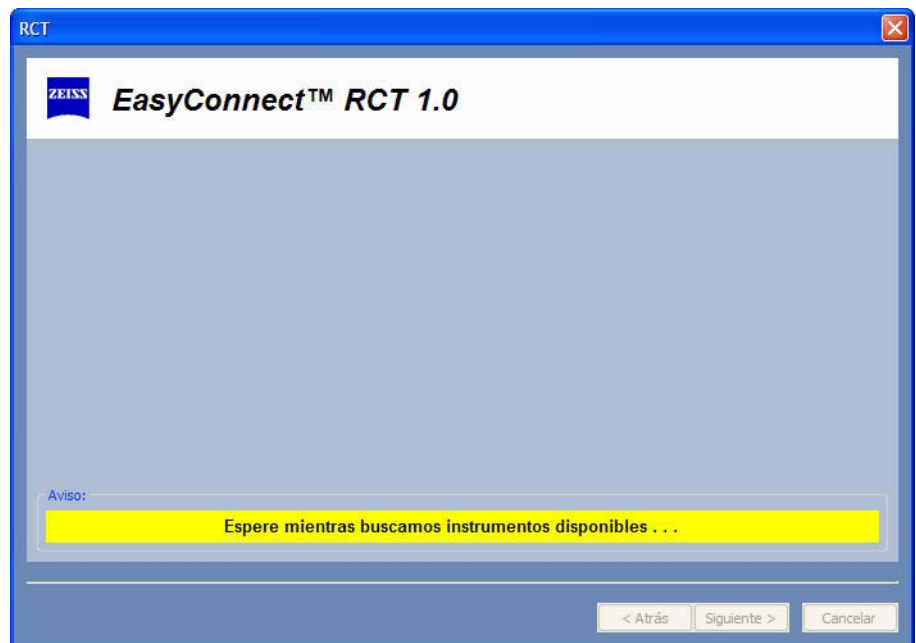 RCT
ZEISS
EasyConnect™ RCT 1.0
Aviso:
Espere mientras buscamos instrumentos disponibles . . .
< Atrás Siguiente > Cancelar